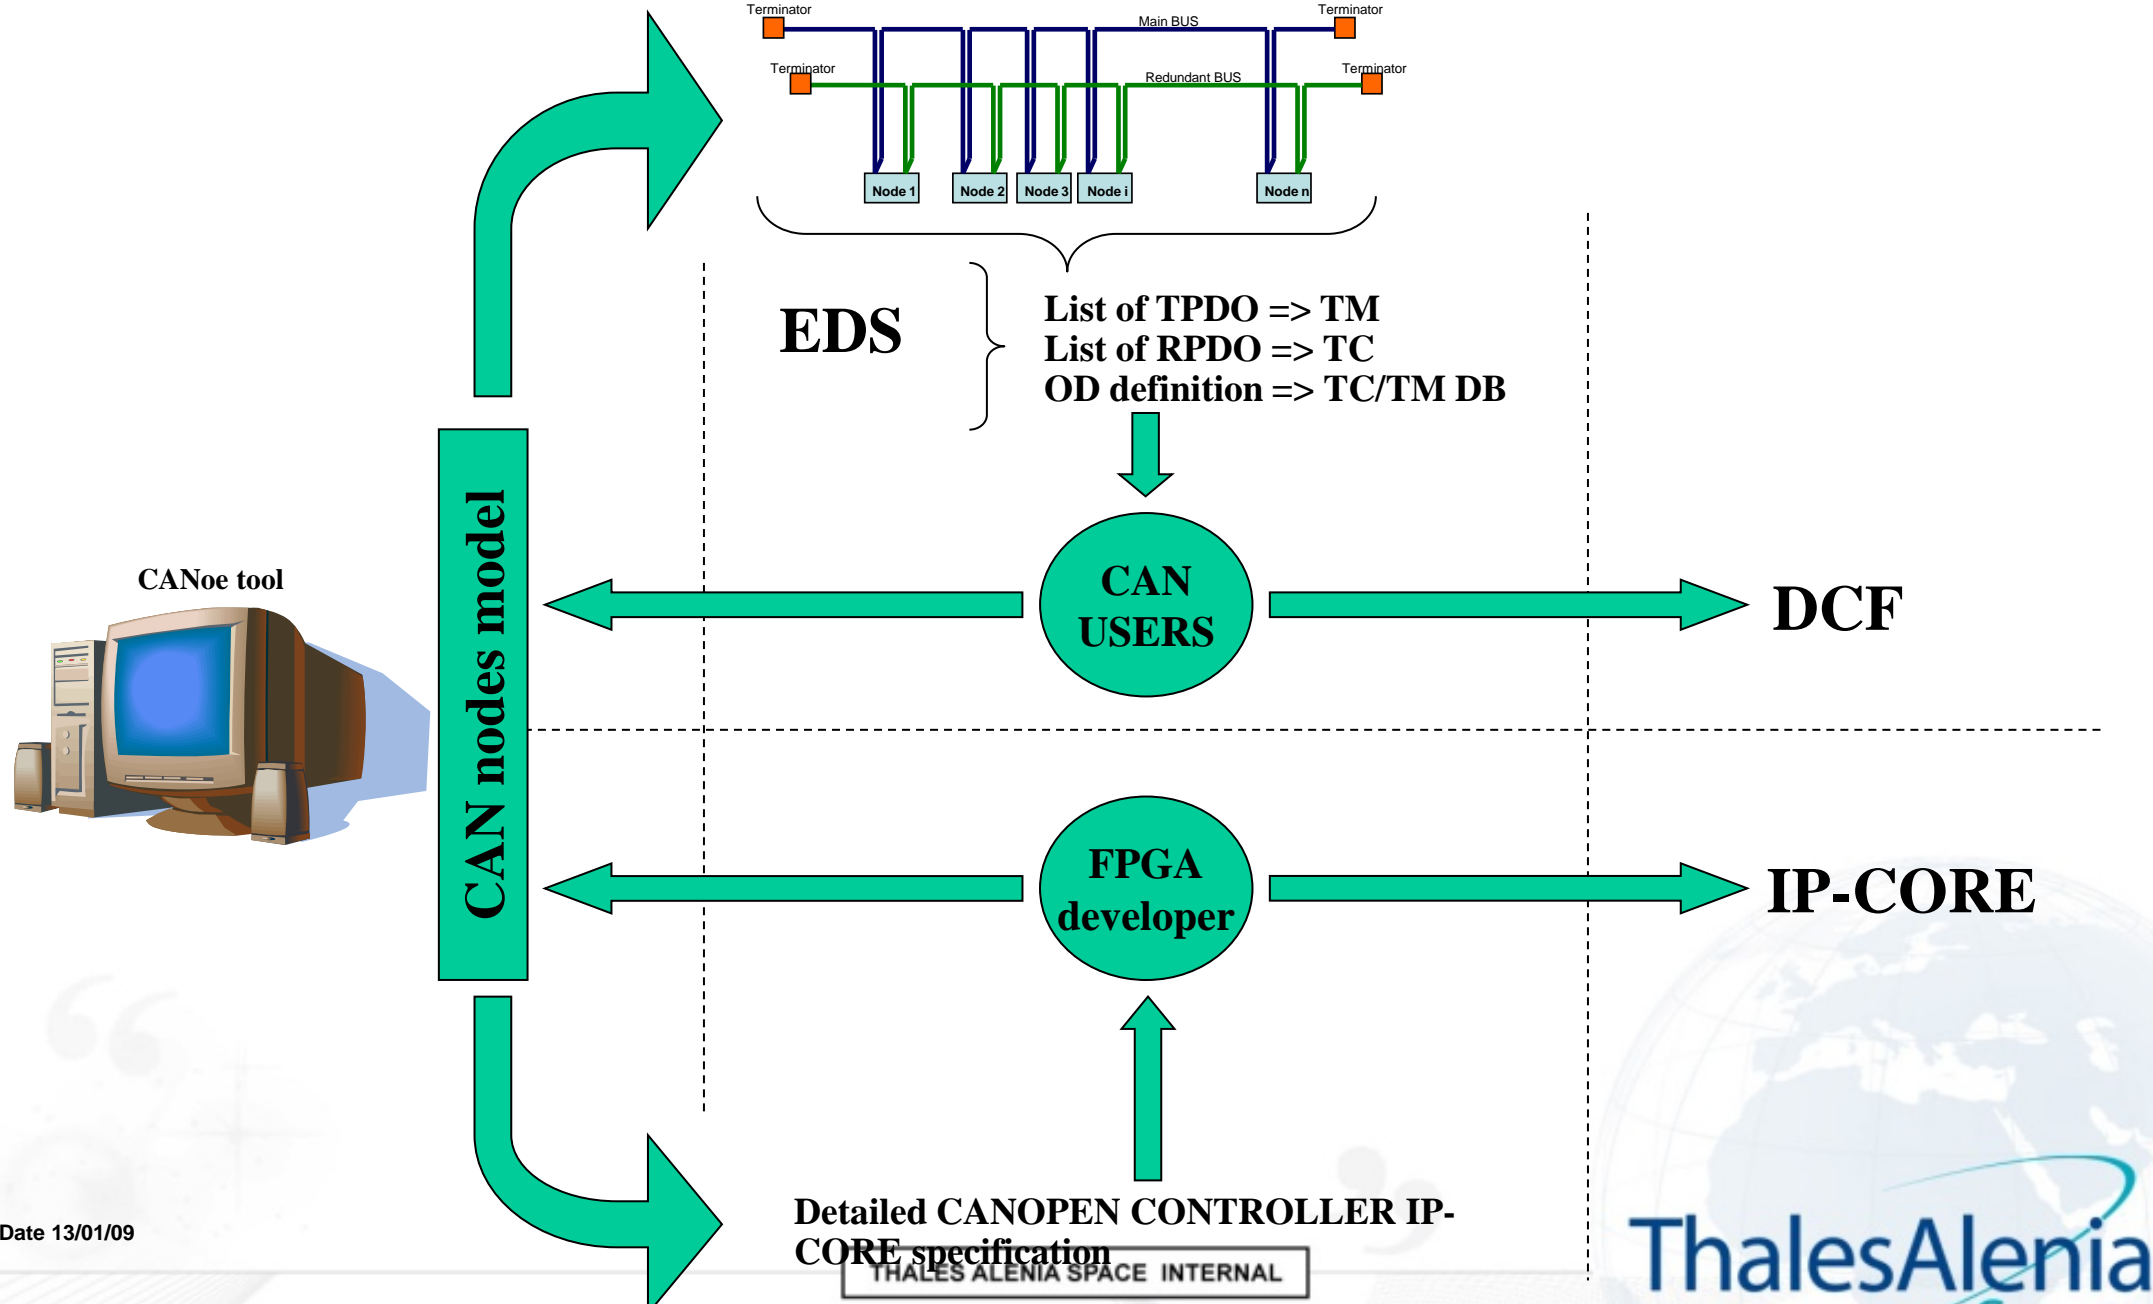 Terminator
Main BUS
Terminator
Terminator
Redundant BUS
Terminator
Node 1
Node 2
Node 3
Node i
Node n
EDS
List of TPDO => TM
List of RPDO => TC
OD definition => TC/TM DB
CANoe tool
CAN nodes model
CAN
USERS
DCF
FPGA
developer
IP-CORE
Detailed CANOPEN CONTROLLER IP-
CORE specification
Date 13/01/09
THALES ALENIA SPACE INTERNAL
ThalesAlenia